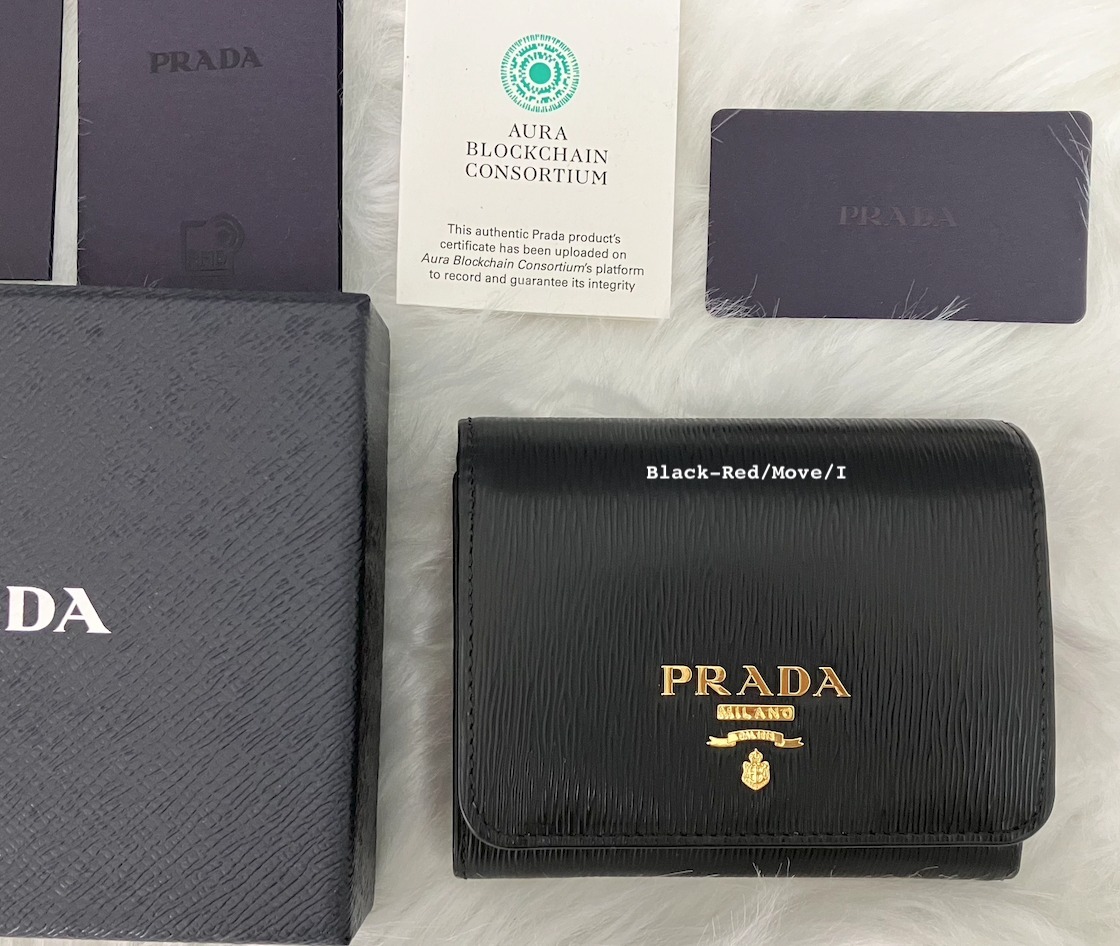 PRADA
AURA
BLOCKCHAIN
CONSORTIUM
This authentic Prada product's
certificate has been uploaded on
Aura Blockchain Consortium's platform
to record and guarantee its integrity
PRADA
DA
Black-Red/Move/I
PRADA
MILANO